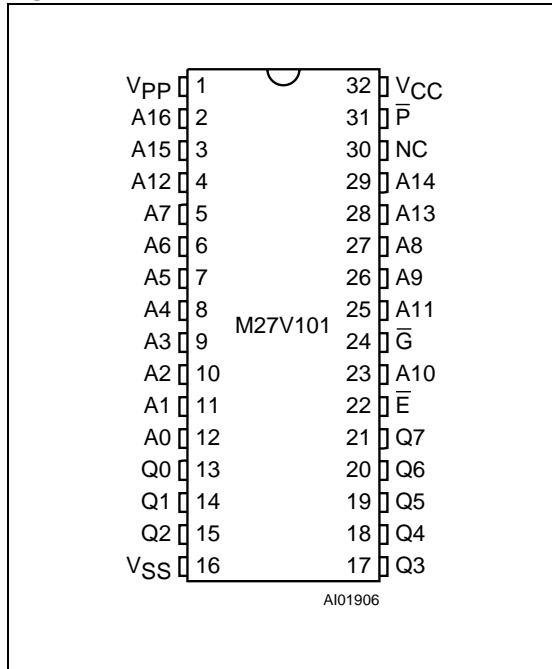 VPP 1 32 VCC
A16 2 31 P̅
A15 3 30 NC
A12 4 29 A14
A7 5 28 A13
A6 6 27 A8
A5 7 26 A9
A4 8 25 A11
M27V101
A3 9 24 G̅
A2 10 23 A10
A1 11 22 E̅
A0 12 21 Q7
Q0 13 20 Q6
Q1 14 19 Q5
Q2 15 18 Q4
VSS 16 17 Q3
AI01906